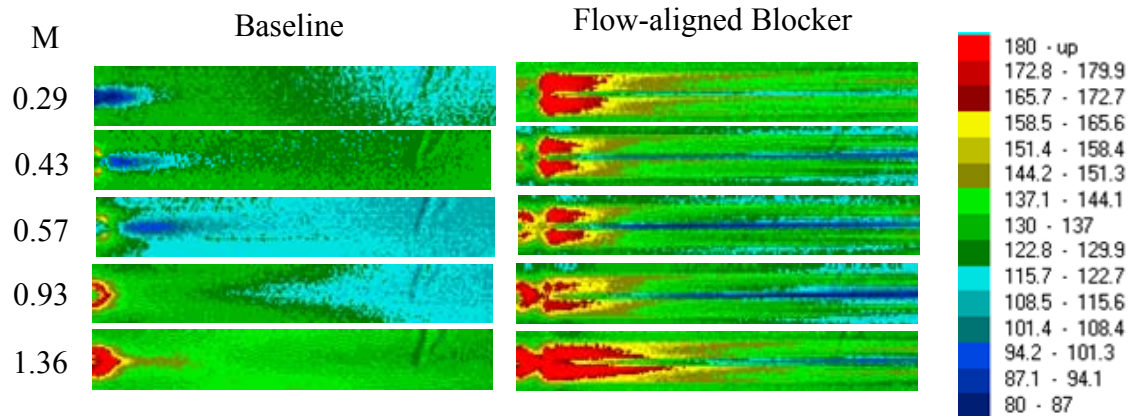 Baseline
Flow-aligned Blocker
M
0.29
0.43
0.57
0.93
1.36
180 - up
172.8 - 179.9
165.7 - 172.7
158.5 - 165.6
151.4 - 158.4
144.2 - 151.3
137.1 - 144.1
130 - 137
122.8 - 129.9
115.7 - 122.7
108.5 - 115.6
101.4 - 108.4
94.2 - 101.3
87.1 - 94.1
80 - 87